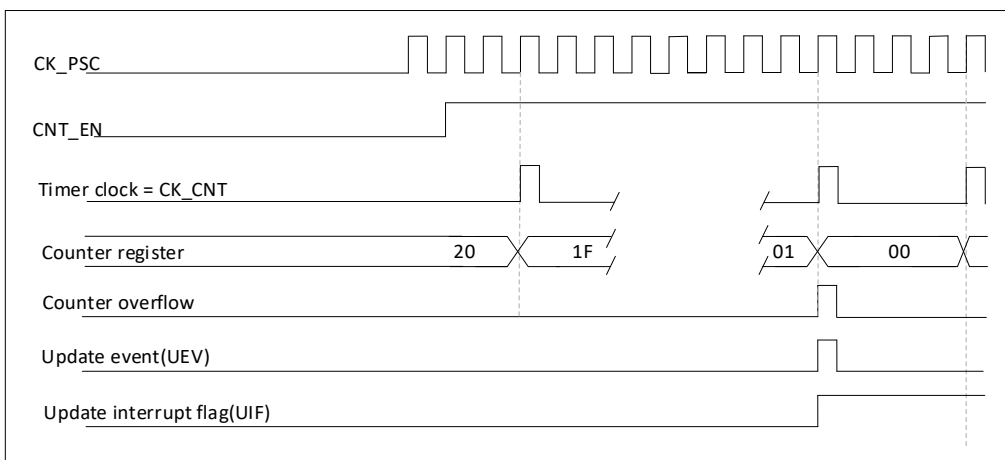 CK_PSC
CNT_EN
Timer clock = CK_CNT
Counter register 20 1F 01 00
Counter overflow
Update event(UEV)
Update interrupt flag(UIF)